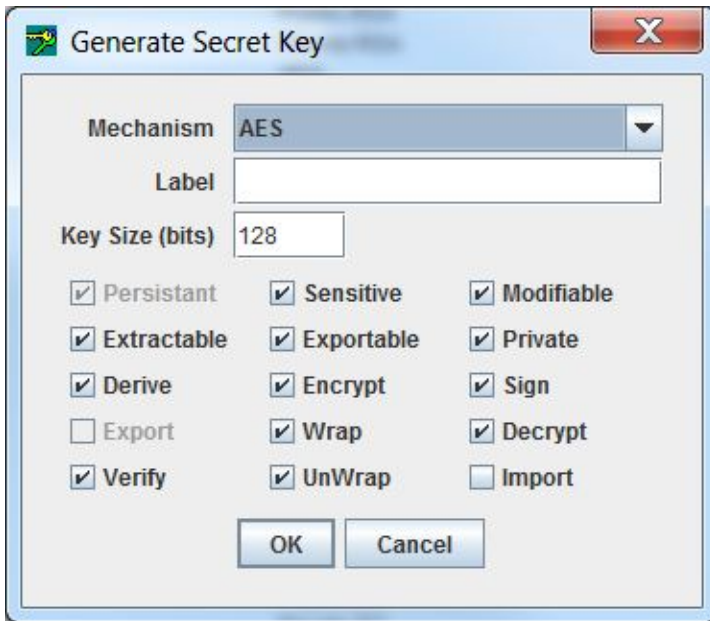 Generate Secret Key
Mechanism AES
Label
Key Size (bits) 128
Persistant Sensitive Modifiable
Extractable Exportable Private
Derive Encrypt Sign
Export Wrap Decrypt
Verify UnWrap Import
OK Cancel